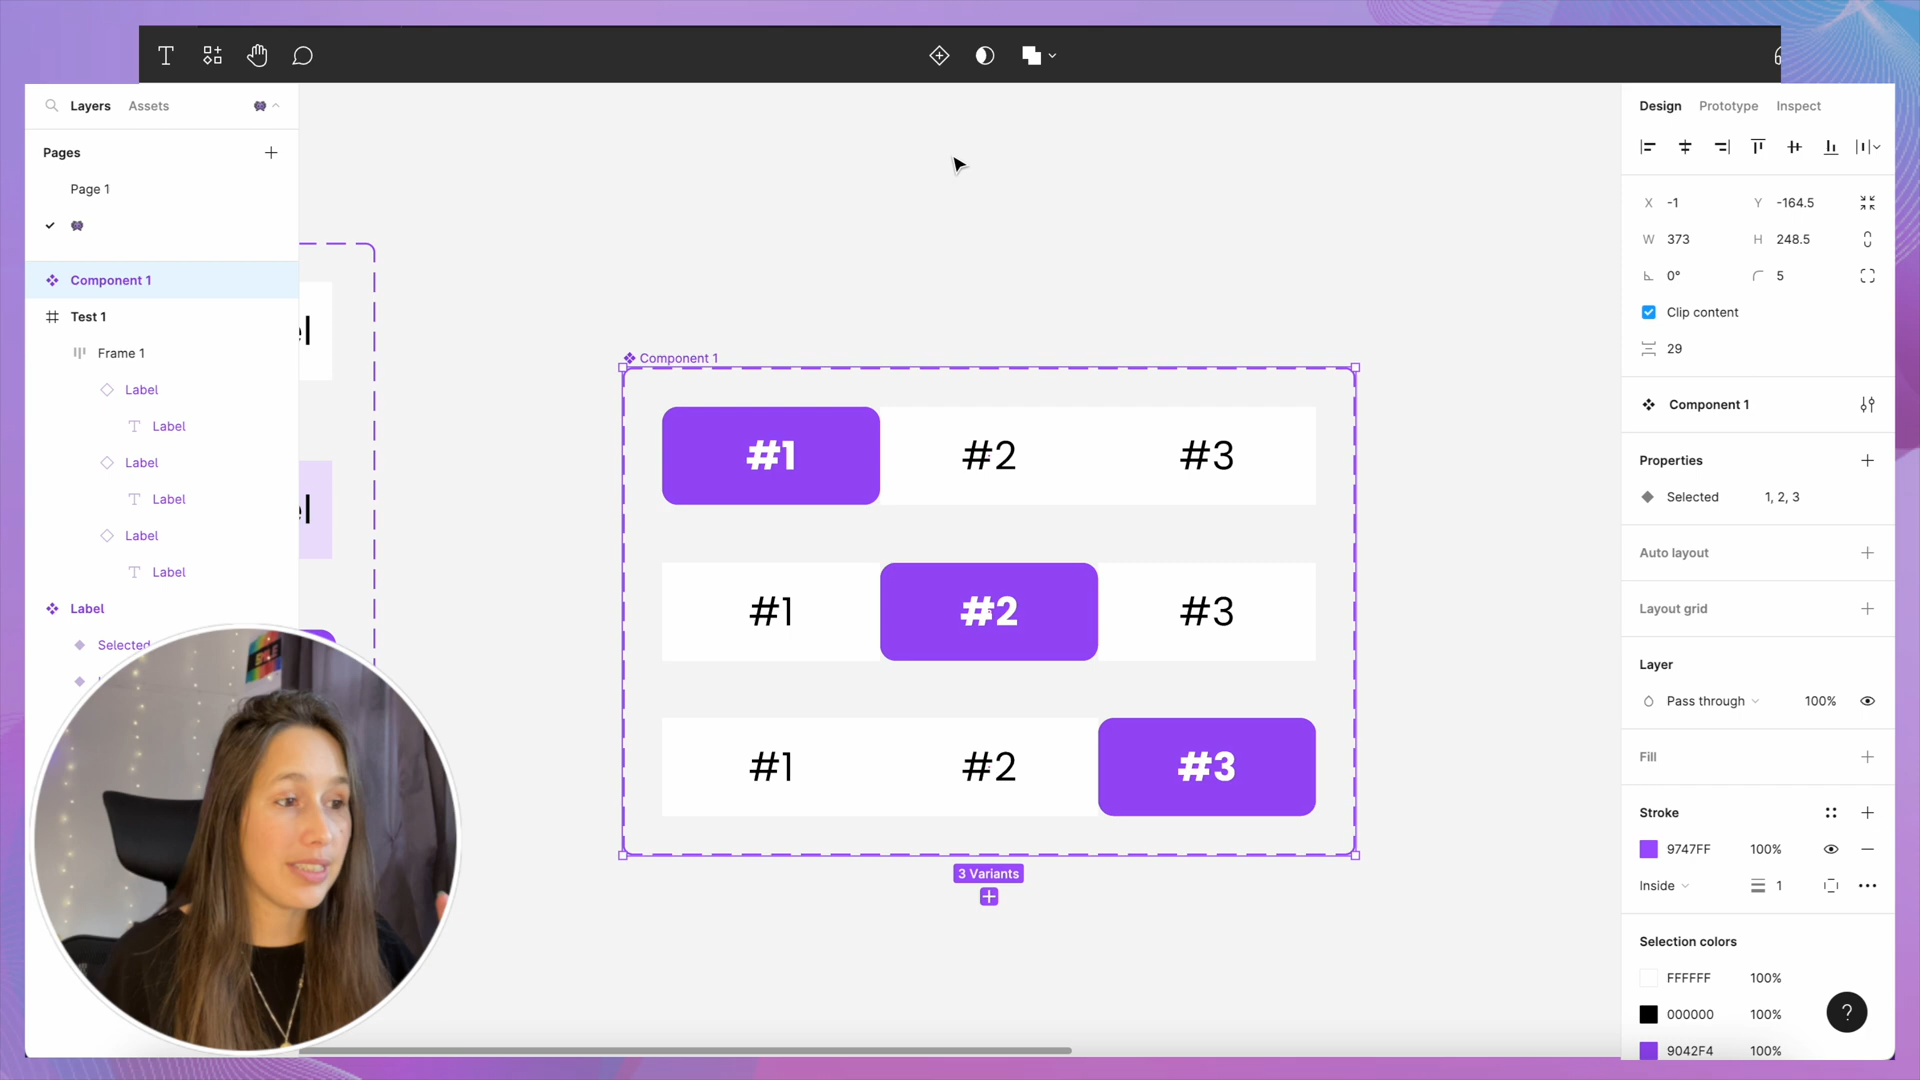 Layers Assets
Pages
Page 1
Component 1
Test 1
Frame 1
Label
Label
Label
Label
Label
Label
Label
Selected
el
el
Component 1
#1 #2 #3
#1 #2 #3
#1 #2 #3
3 Variants
Design Prototype Inspect
X -1 Y -164.5
W 373 H 248.5
0° 5
Clip content
29
Component 1
Properties
Selected 1, 2, 3
Auto layout
Layout grid
Layer
Pass through 100%
Fill
Stroke
9747FF 100%
Inside 1
Selection colors
FFFFFF 100%
000000 100%
9042F4 100%
?